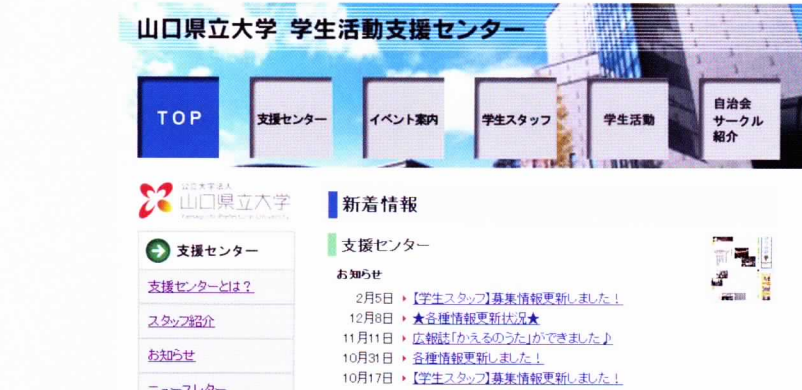 山口県立大学 学生活動支援センター
TOP
支援センター
イベント案内
学生スタッフ
学生活動
自治会
サークル
紹介
公立大学法人
山口県立大学
Yamaguchi Prefectural University
新着情報
支援センター
支援センター
お知らせ
支援センターとは？
2月5日 【学生スタッフ】募集情報更新しました！
12月8日 ★各種情報更新状況★
スタッフ紹介
11月11日 広報誌「かえるのうた」ができました♪
お知らせ
10月31日 各種情報更新しました！
10月17日 【学生スタッフ】募集情報更新しました！
ニュースレター